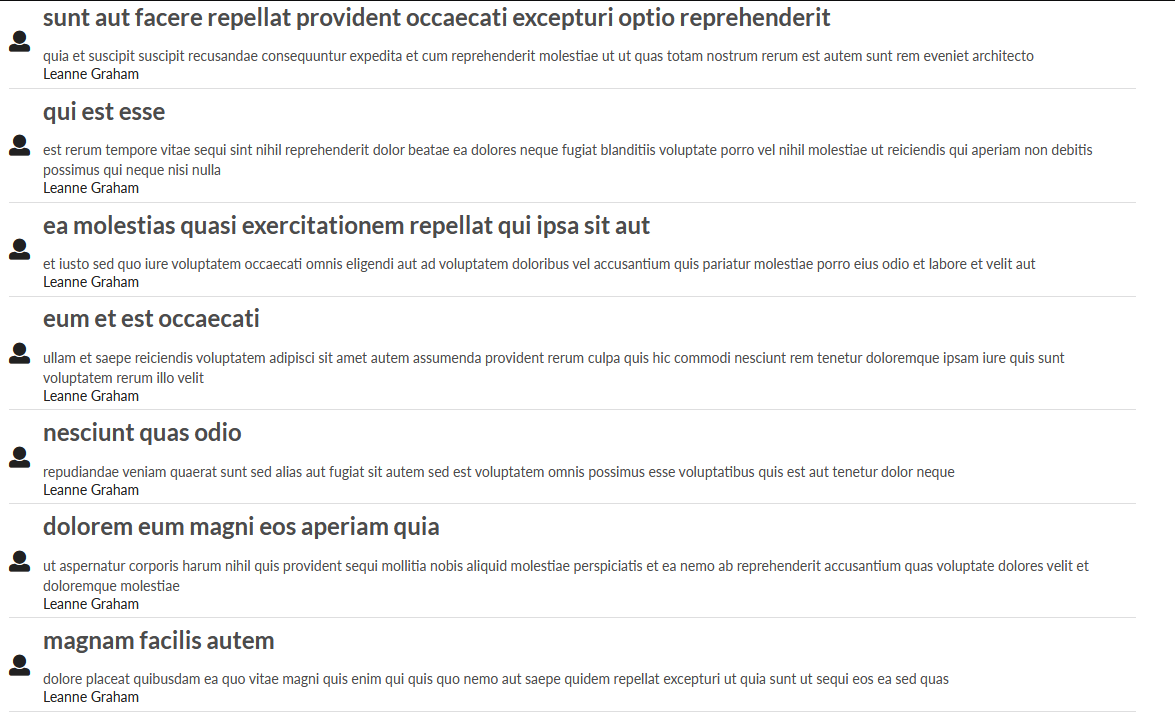 sunt aut facere repellat provident occaecati excepturi optio reprehenderit
quia et suscipit suscipit recusandae consequuntur expedita et cum reprehenderit molestiae ut ut quas totam nostrum rerum est autem sunt rem eveniet architecto
Leanne Graham
qui est esse
est rerum tempore vitae sequi sint nihil reprehenderit dolor beatae ea dolores neque fugiat blanditiis voluptate porro vel nihil molestiae ut reiciendis qui aperiam non debitis
possimus qui neque nisi nulla
Leanne Graham
ea molestias quasi exercitationem repellat qui ipsa sit aut
et iusto sed quo iure voluptatem occaecati omnis eligendi aut ad voluptatem doloribus vel accusantium quis pariatur molestiae porro eius odio et labore et velit aut
Leanne Graham
eum et est occaecati
ullam et saepe reiciendis voluptatem adipisci sit amet autem assumenda provident rerum culpa quis hic commodi nesciunt rem tenetur doloremque ipsam iure quis sunt
voluptatem rerum illo velit
Leanne Graham
nesciunt quas odio
repudiandae veniam quaerat sunt sed alias aut fugiat sit autem sed est voluptatem omnis possimus esse voluptatibus quis est aut tenetur dolor neque
Leanne Graham
dolorem eum magni eos aperiam quia
ut aspernatur corporis harum nihil quis provident sequi mollitia nobis aliquid molestiae perspiciatis et ea nemo ab reprehenderit accusantium quas voluptate dolores velit et
doloremque molestiae
Leanne Graham
magnam facilis autem
dolore placeat quibusdam ea quo vitae magni quis enim qui quis quo nemo aut saepe quidem repellat excepturi ut quia sunt ut sequi eos ea sed quas
Leanne Graham